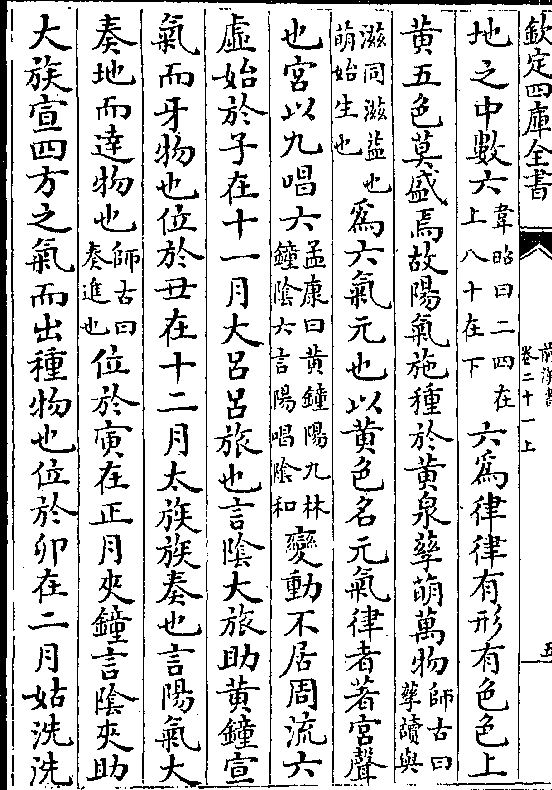 欽定四庫全書
前漢書
卷二十一上
五
地之中數六韋昭曰二四在上八十在下六爲律律有形有色色上
黄五色莫盛焉故陽氣施種於黄泉孳萌萬物師古曰孳讀與
滋同滋益也萌始生也爲六氣元也以黄色名元氣律者著宮聲
也宮以九唱六孟康曰黄鐘陽九林鐘陰六言陽唱陰和變動不居周流六
虛始於子在十一月大呂呂旅也言陰大旅助黄鐘宣
氣而牙物也位於丑在十二月太族族奏也言陽氣大
奏地而達物也師古曰奏進也位於寅在正月夾鐘言陰夾助
大族宣四方之氣而出種物也位於卯在二月姑洗洗